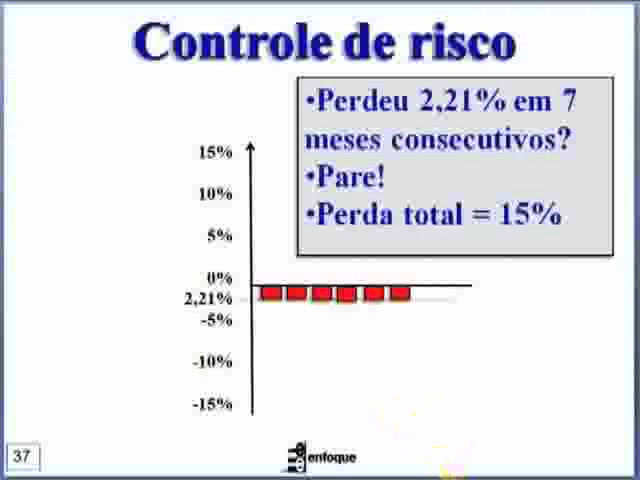 Controle de risco
•Perdeu 2,21% em 7
meses consecutivos?
•Pare!
•Perda total = 15%
15%
10%
5%
0%
2,21%
-5%
-10%
-15%
37
enfoque